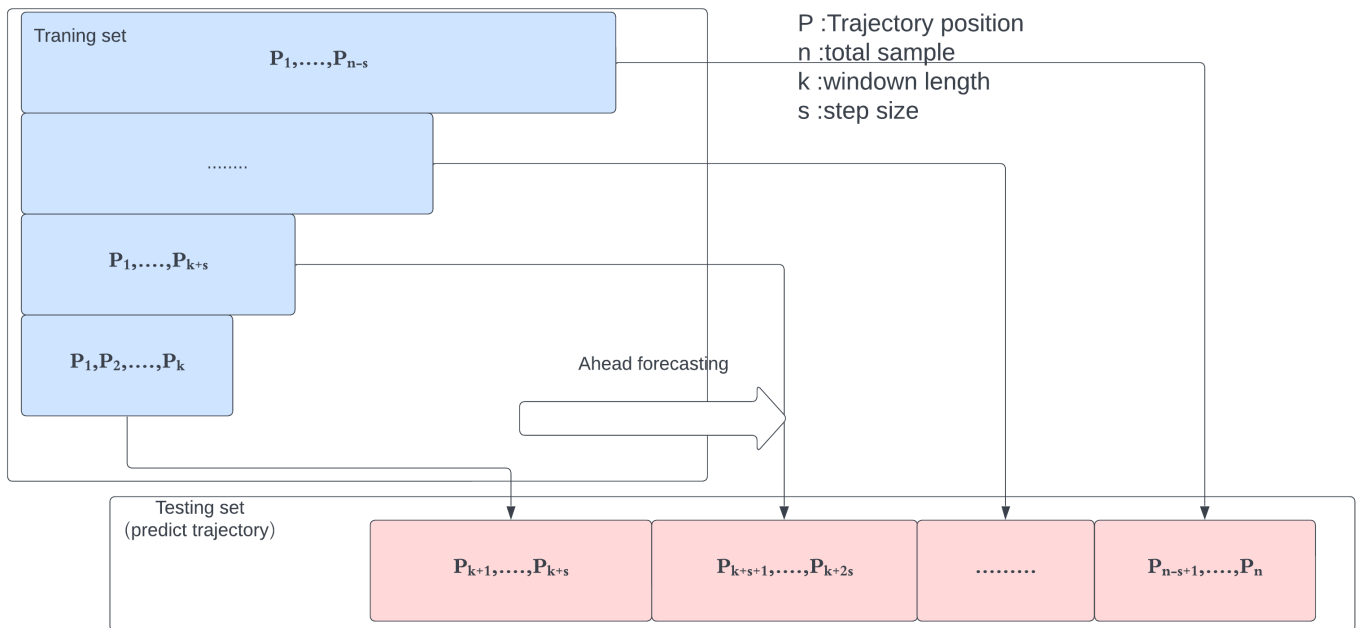 Traning set
P₁,....,Pₙ₋ₛ
P :Trajectory position
n :total sample
k :windown length
s :step size
........
P₁,....,Pₖ₊ₛ
P₁,P₂,....,Pₖ
Ahead forecasting
Testing set
(predict trajectory)
Pₖ₊₁,....,Pₖ₊ₛ
Pₖ₊ₛ₊₁,....,Pₖ₊₂ₛ
.........
Pₙ₋ₛ₊₁,....,Pₙ